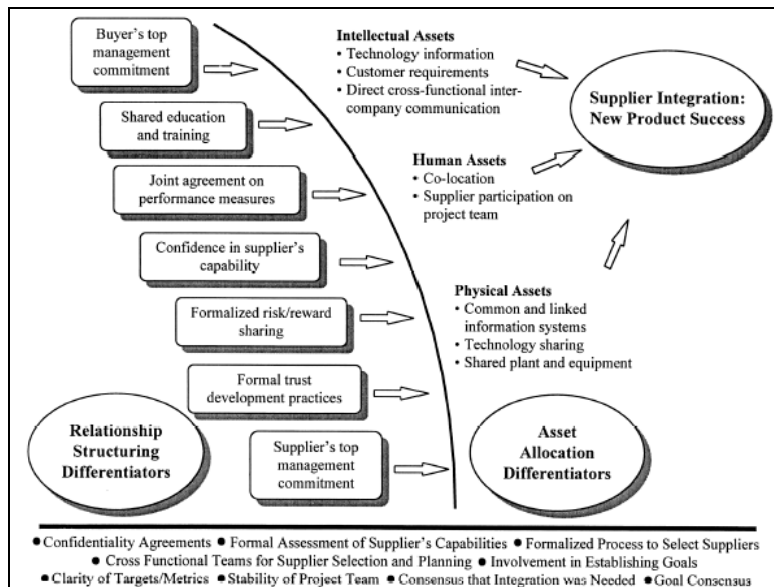 Buyer's top
management
commitment
Shared education
and training
Joint agreement on
performance measures
Confidence in supplier's
capability
Formalized risk/reward
sharing
Formal trust
development practices
Supplier's top
management
commitment
Relationship
Structuring
Differentiators
Intellectual Assets
• Technology information
• Customer requirements
• Direct cross-functional inter-
company communication
Human Assets
• Co-location
• Supplier participation on
project team
Physical Assets
• Common and linked
information systems
• Technology sharing
• Shared plant and equipment
Supplier Integration:
New Product Success
Asset
Allocation
Differentiators
● Confidentiality Agreements ● Formal Assessment of Supplier's Capabilities ● Formalized Process to Select Suppliers
● Cross Functional Teams for Supplier Selection and Planning ● Involvement in Establishing Goals
● Clarity of Targets/Metrics ● Stability of Project Team ● Consensus that Integration was Needed ● Goal Consensus